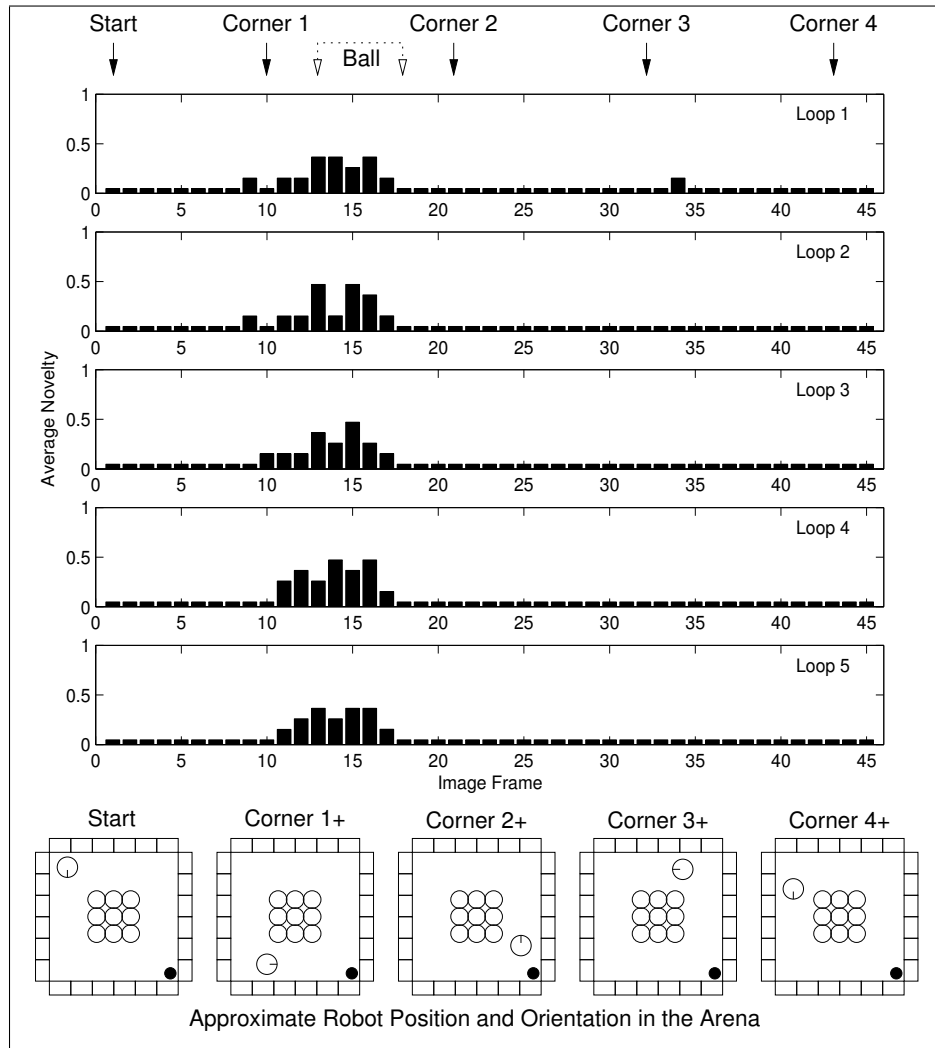 Start Corner 1 Corner 2 Corner 3 Corner 4
Ball
1
0.5
0
Loop 1
0 5 10 15 20 25 30 35 40 45
1
0.5
0
Loop 2
0 5 10 15 20 25 30 35 40 45
Average Novelty
1
0.5
0
Loop 3
0 5 10 15 20 25 30 35 40 45
1
0.5
0
Loop 4
0 5 10 15 20 25 30 35 40 45
1
0.5
0
Loop 5
0 5 10 15 20 25 30 35 40 45
Image Frame
Start Corner 1+ Corner 2+ Corner 3+ Corner 4+
Approximate Robot Position and Orientation in the Arena